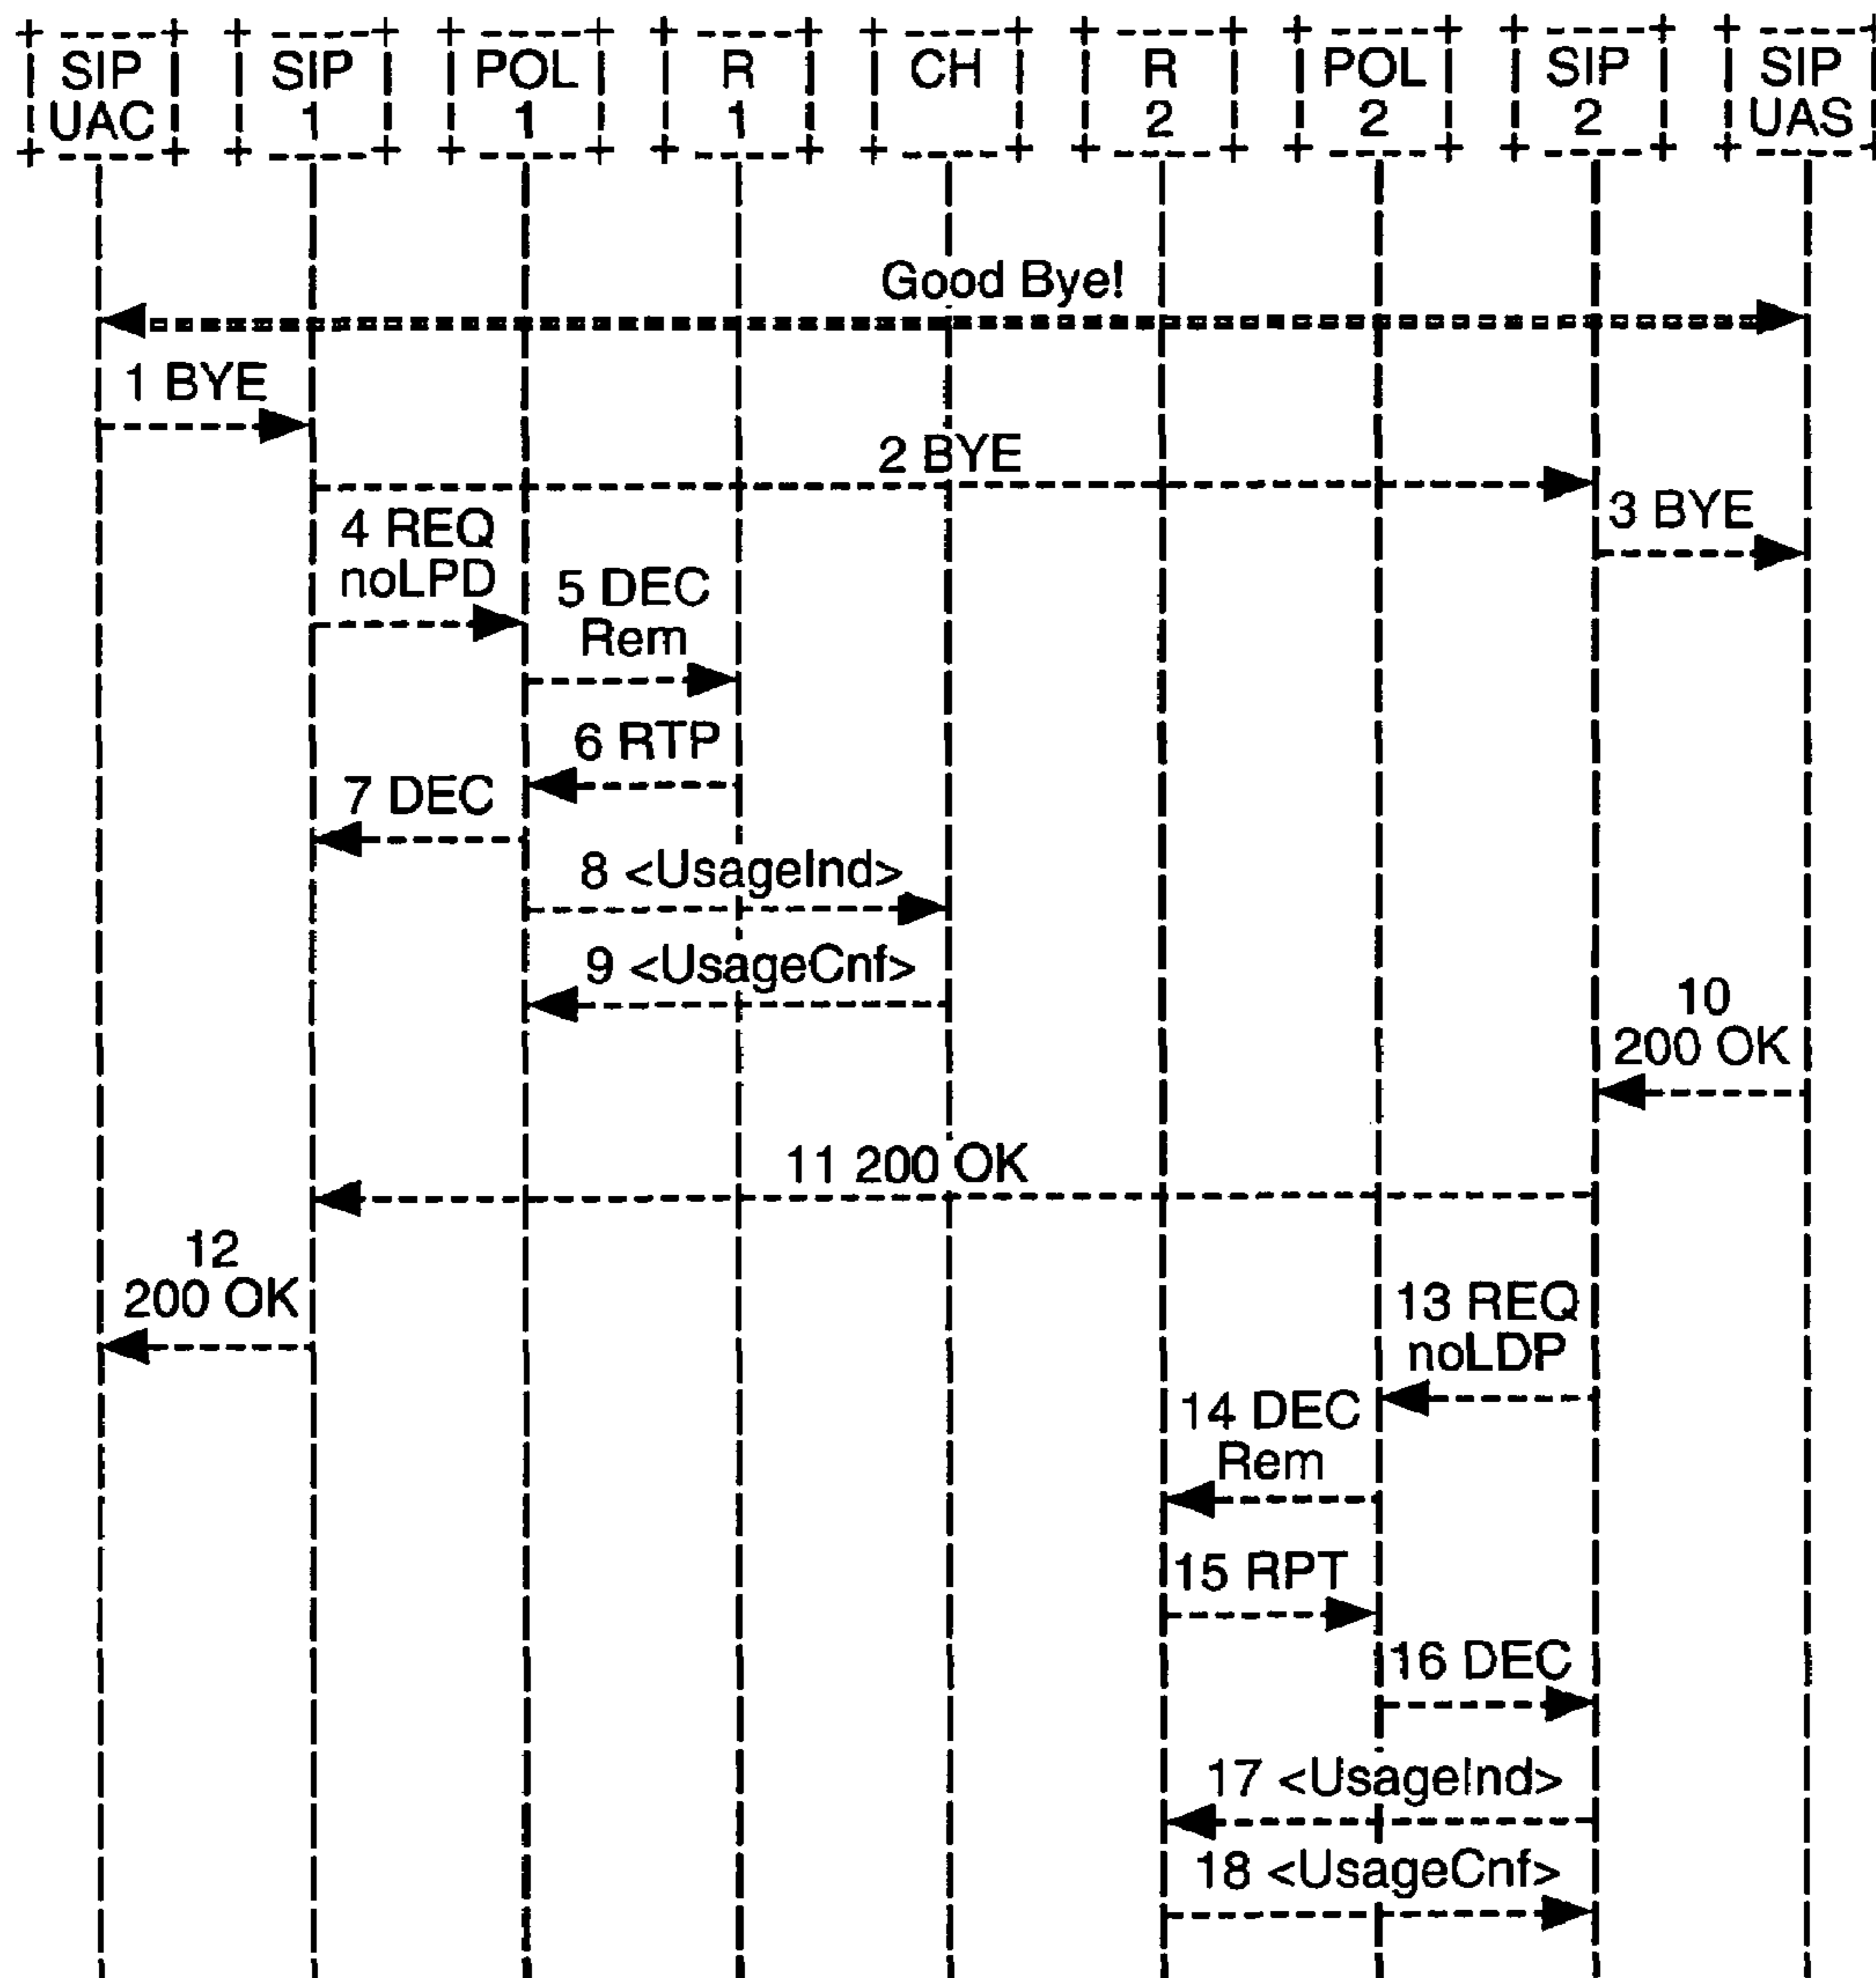 SIP UAC
SIP 1
POL 1
R 1
CH
R 2
POL 2
SIP 2
SIP UAS
Good Bye!
1 BYE
2 BYE
3 BYE
4 REQ
noLPD
5 DEC
Rem
6 RTP
7 DEC
8 <UsageInd>
9 <UsageCnf>
10
200 OK
11 200 OK
12
200 OK
13 REQ
noLDP
14 DEC
Rem
15 RPT
16 DEC
17 <UsageInd>
18 <UsageCnf>